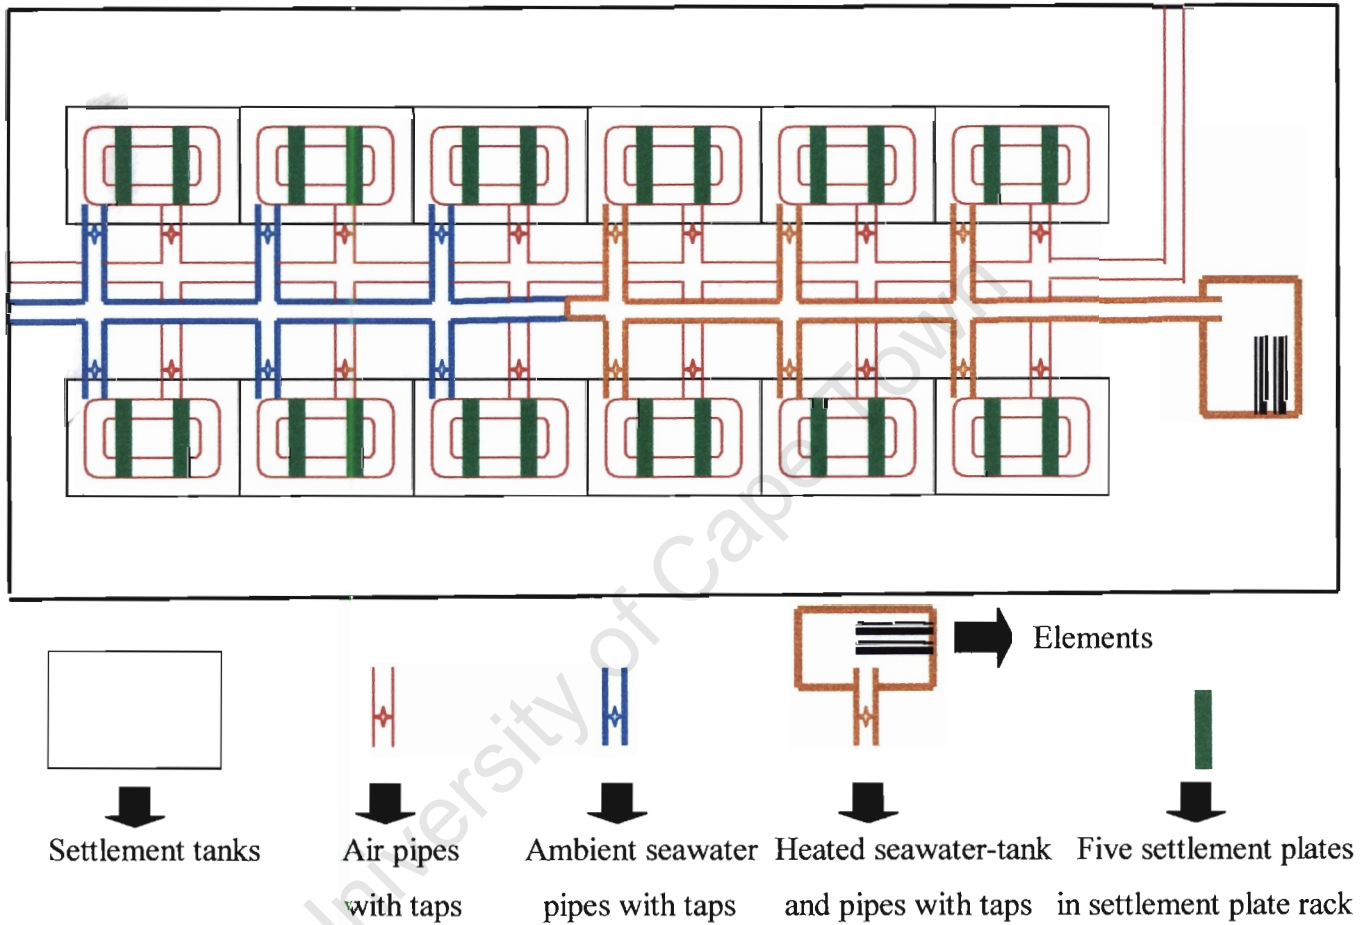 University of Cape Town
Elements
Settlement tanks
Air pipes
with taps
Ambient seawater
pipes with taps
Heated seawater-tank
and pipes with taps
Five settlement plates
in settlement plate rack